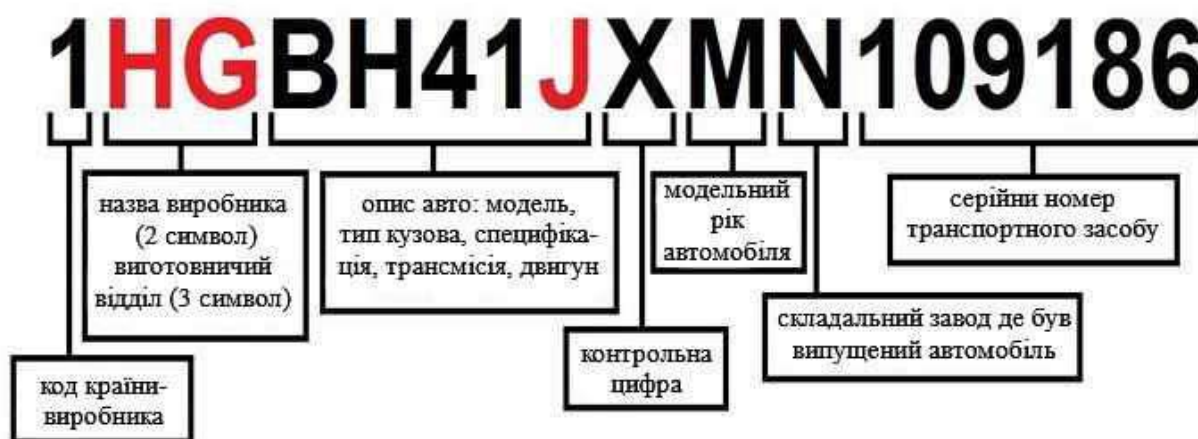 1HGBH41JXMN109186
назва виробника
(2 символ)
виготовничий
відділ (3 символ)
опис авто: модель,
тип кузова, специфіка-
ція, трансмісія, двигун
модельний
рік
автомобіля
серійни номер
транспортного засобу
складальний завод де був
випущений автомобіль
контрольна
цифра
код країни-
виробника